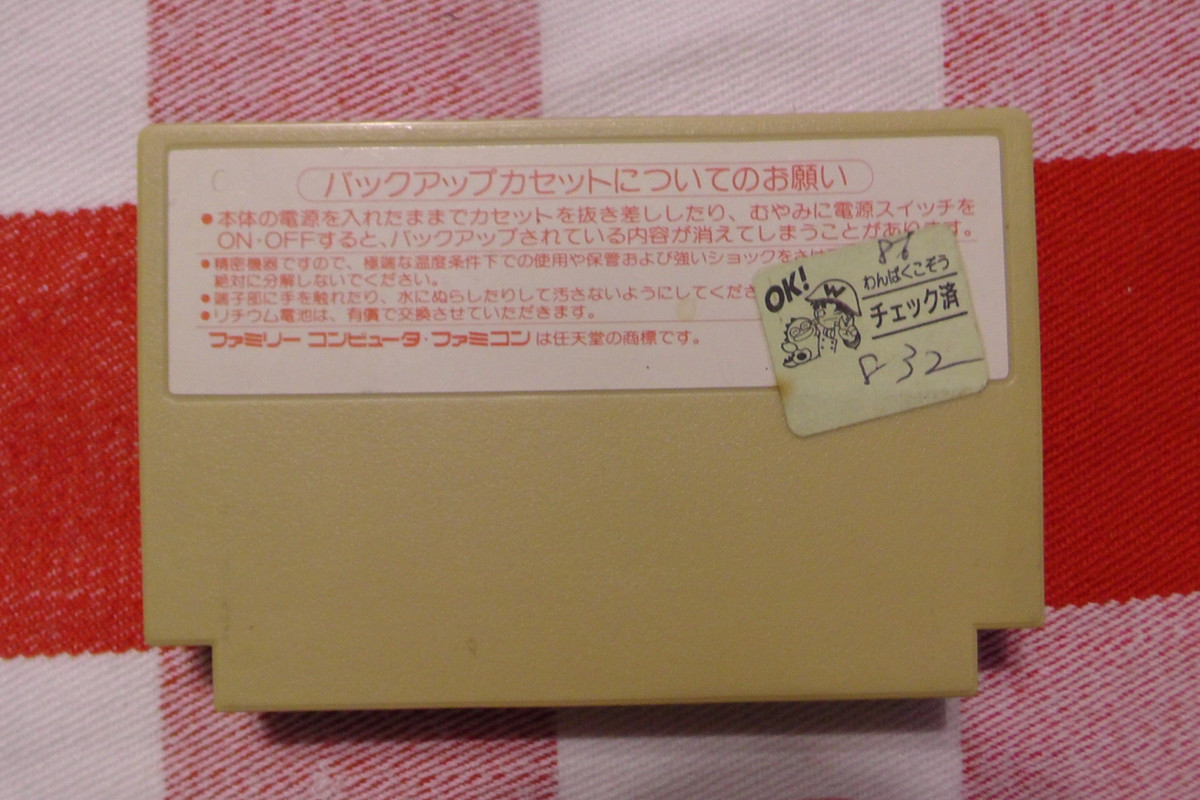 バックアップカセットについてのお願い
●本体の電源を入れたままでカセットを抜き差ししたり、むやみに電源スイッチを
ON・OFFすると、バックアップされている内容が消えてしまうことがあります。
●精密機器ですので、極端な温度条件下での使用や保管および強いショックをさけ
絶対に分解しないでください。
●端子部に手を触れたり、水にぬらしたりして汚さないようにしてくださ
●リチウム電池は、有償で交換させていただきます。
ファミリー コンピュータ・ファミコンは任天堂の商標です。
OK!
W
わんぱくこぞう
チェック済